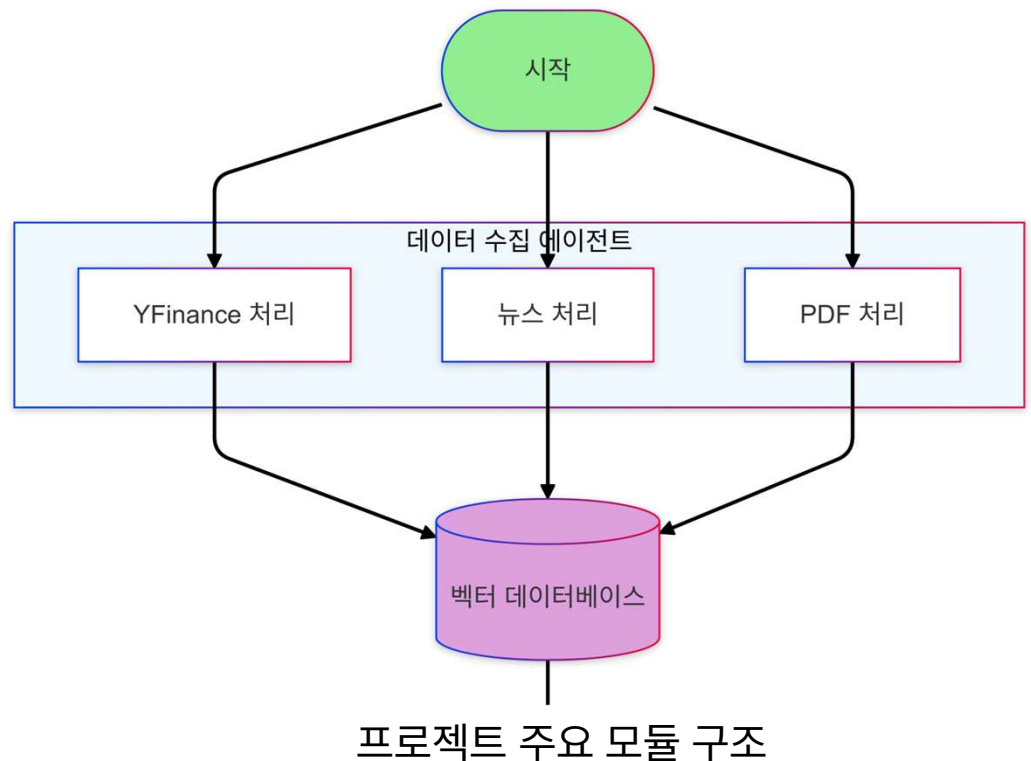 시작
데이터 수집 에이전트
YFinance 처리
뉴스 처리
PDF 처리
벡터 데이터베이스
프로젝트 주요 모듈 구조